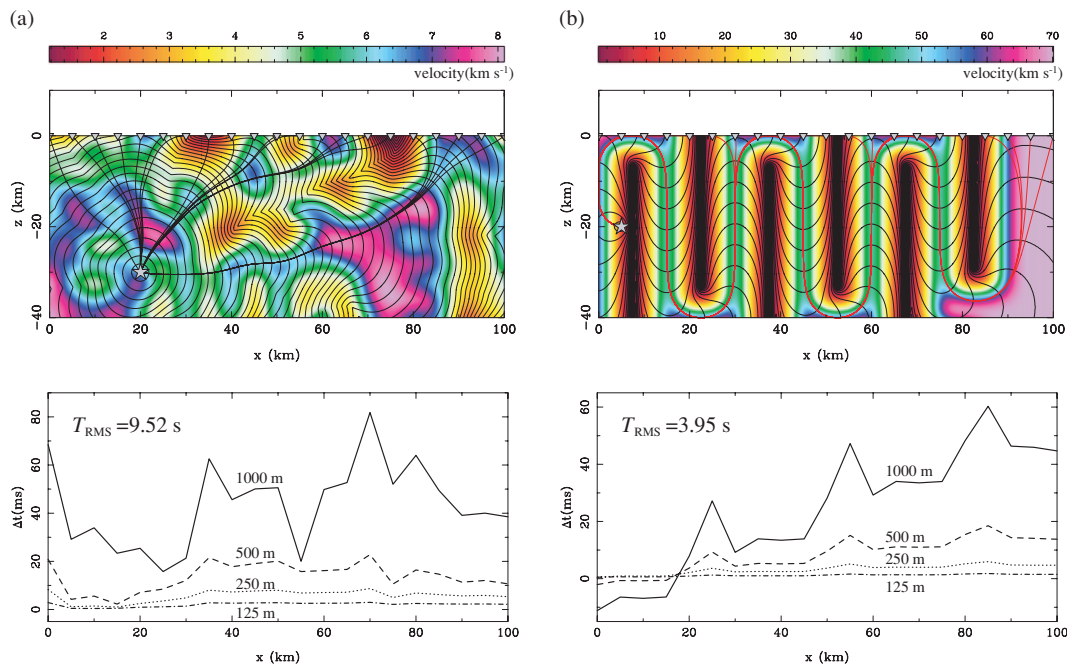 (a)
2 3 4 5 6 7 8
velocity(km s⁻¹)
0
−20
−40
z (km)
0 20 40 60 80 100
x (km)
(b)
10 20 30 40 50 60 70
velocity(km s⁻¹)
0
−20
−40
z (km)
0 20 40 60 80 100
x (km)
T_RMS =9.52 s
80
60
40
20
0
Δt(ms)
1000 m
500 m
250 m
125 m
0 20 40 60 80 100
x (km)
T_RMS =3.95 s
60
40
20
0
Δt(ms)
1000 m
500 m
250 m
125 m
0 20 40 60 80 100
x (km)